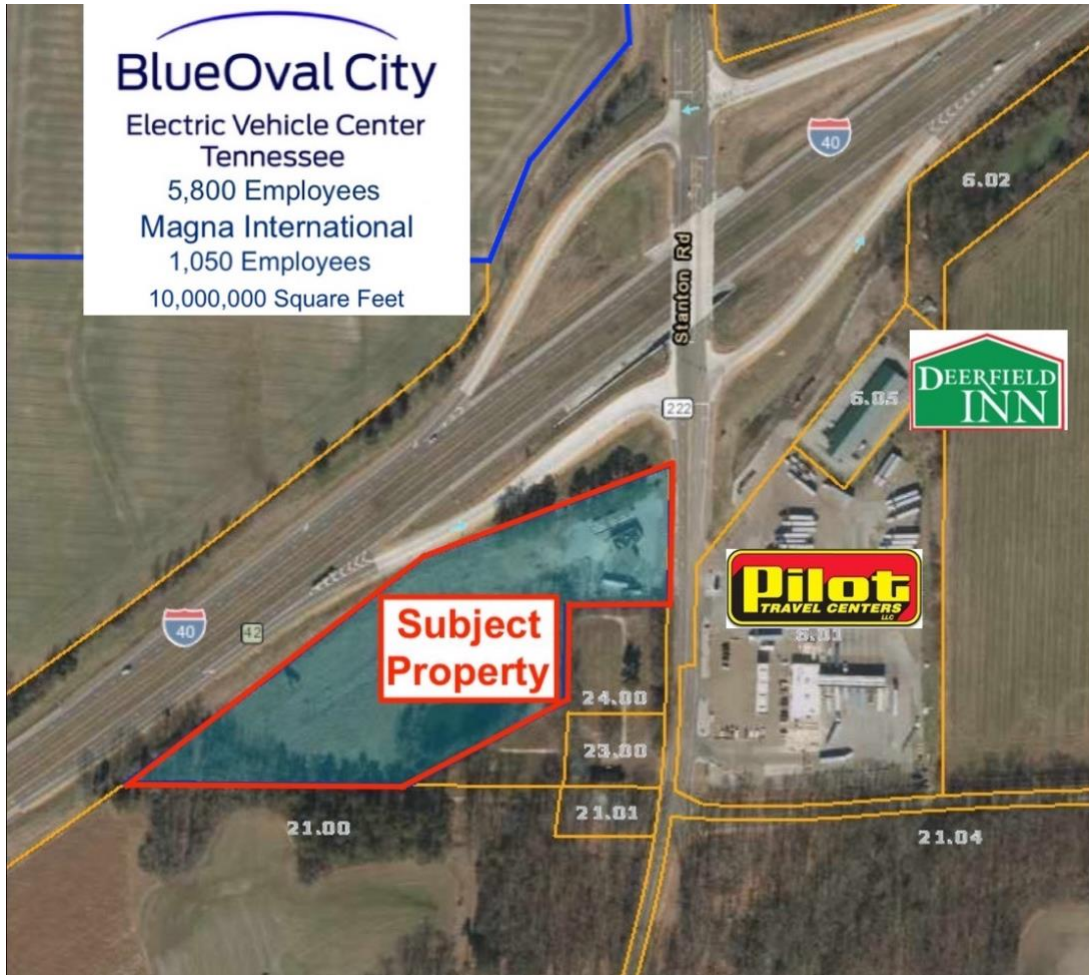 BlueOval City
Electric Vehicle Center
Tennessee
5,800 Employees
Magna International
1,050 Employees
10,000,000 Square Feet
40
6.02
Stanton Rd
DEERFIELD
INN
6.05
222
Pilot
TRAVEL CENTERS
LLC
Subject
Property
40
42
24.00
23.00
21.01
21.00
21.04